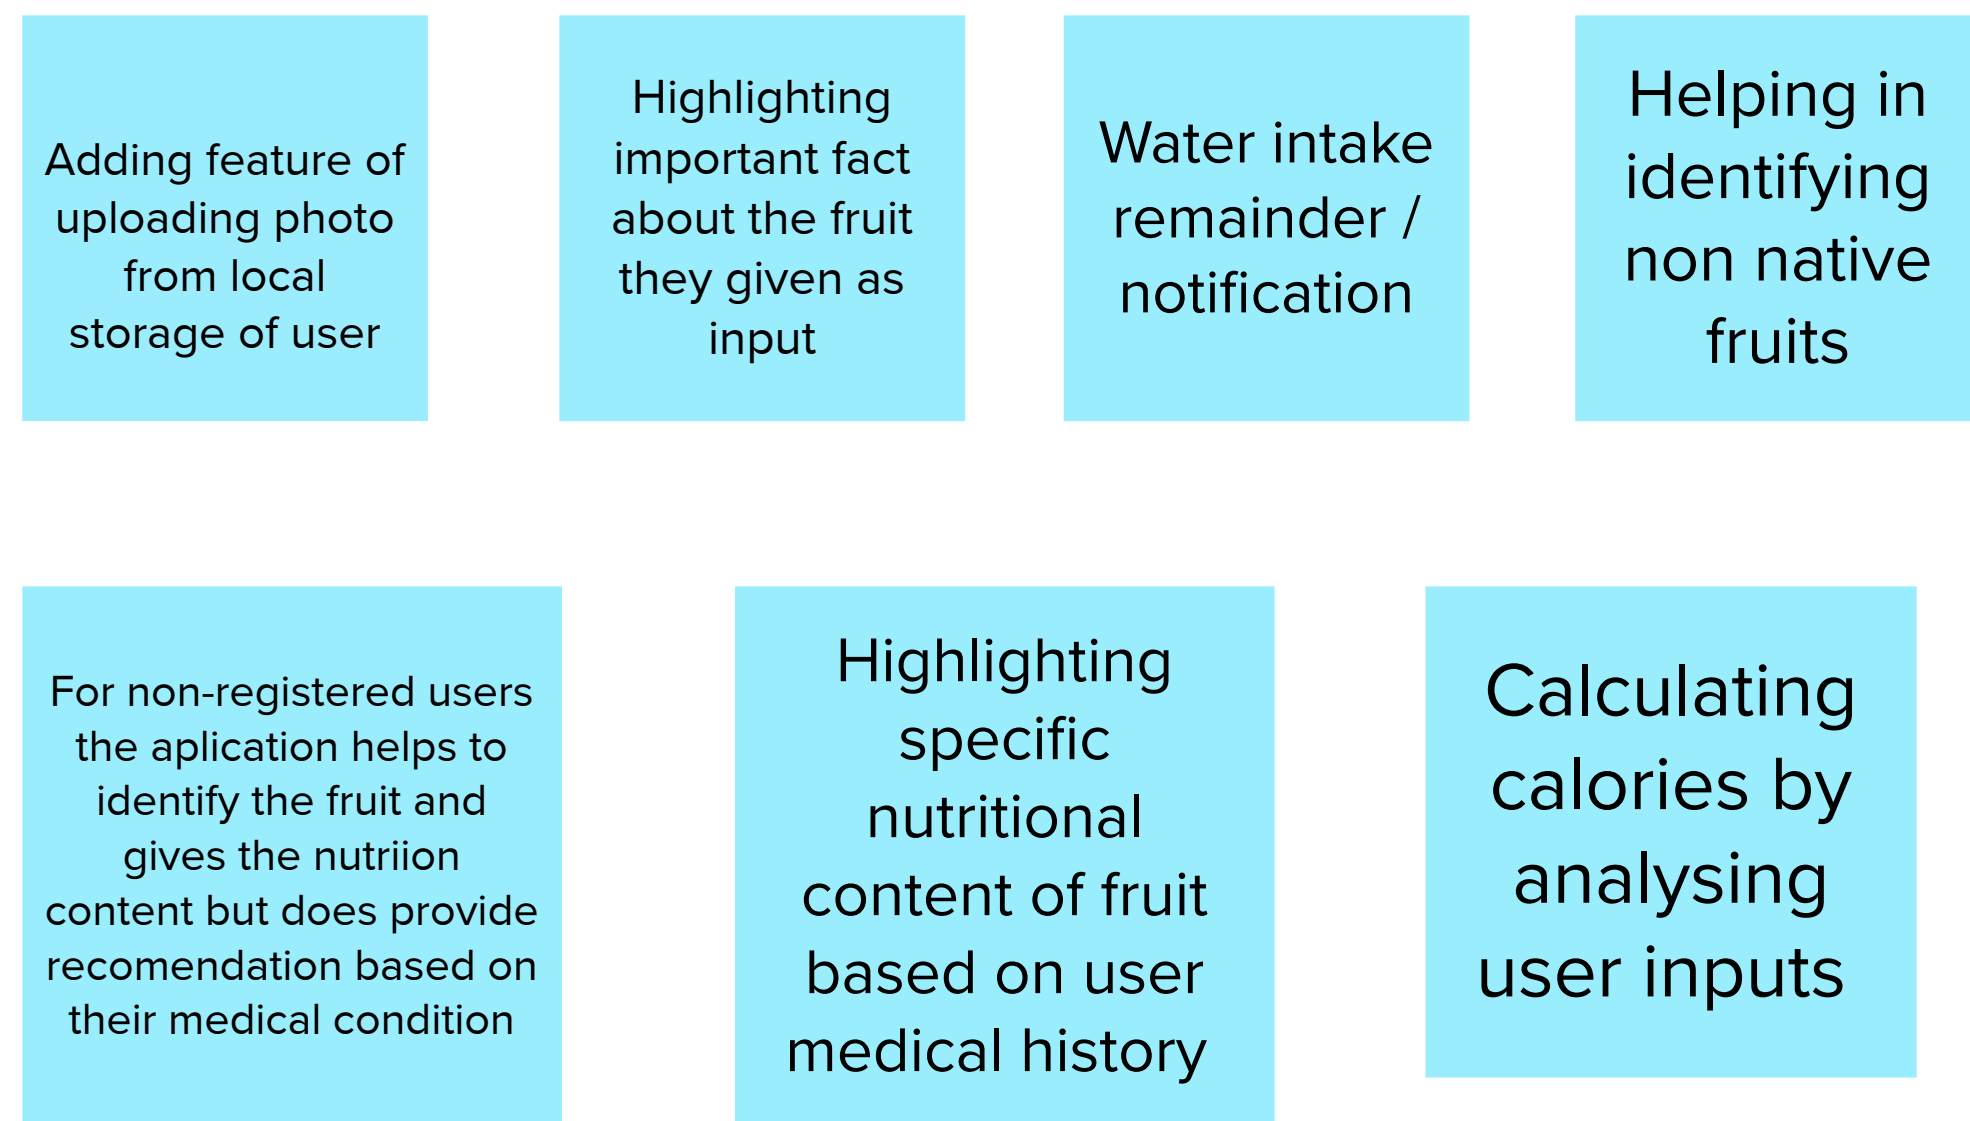 Adding feature of
uploading photo
from local
storage of user
Highlighting
important fact
about the fruit
they given as
input
Water intake
remainder /
notification
Helping in
identifying
non native
fruits
For non-registered users
the aplication helps to
identify the fruit and
gives the nutriion
content but does provide
recomendation based on
their medical condition
Highlighting
specific
nutritional
content of fruit
based on user
medical history
Calculating
calories by
analysing
user inputs